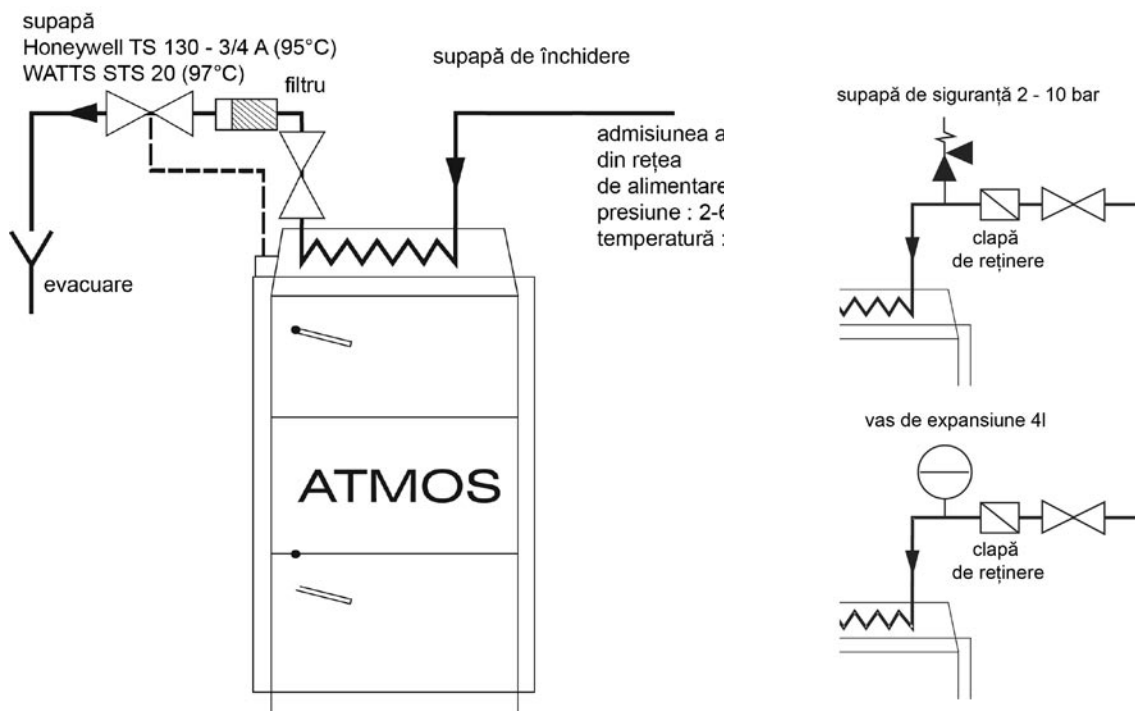 supapă
Honeywell TS 130 - 3/4 A (95°C)
WATTS STS 20 (97°C)
filtru
supapă de închidere
admisiunea
din rețea
de alimentare
presiune : 2-
temperatură :
evacuare
ATMOS
supapă de siguranță 2 - 10 bar
clapă
de reținere
vas de expansiune 4l
clapă
de reținere